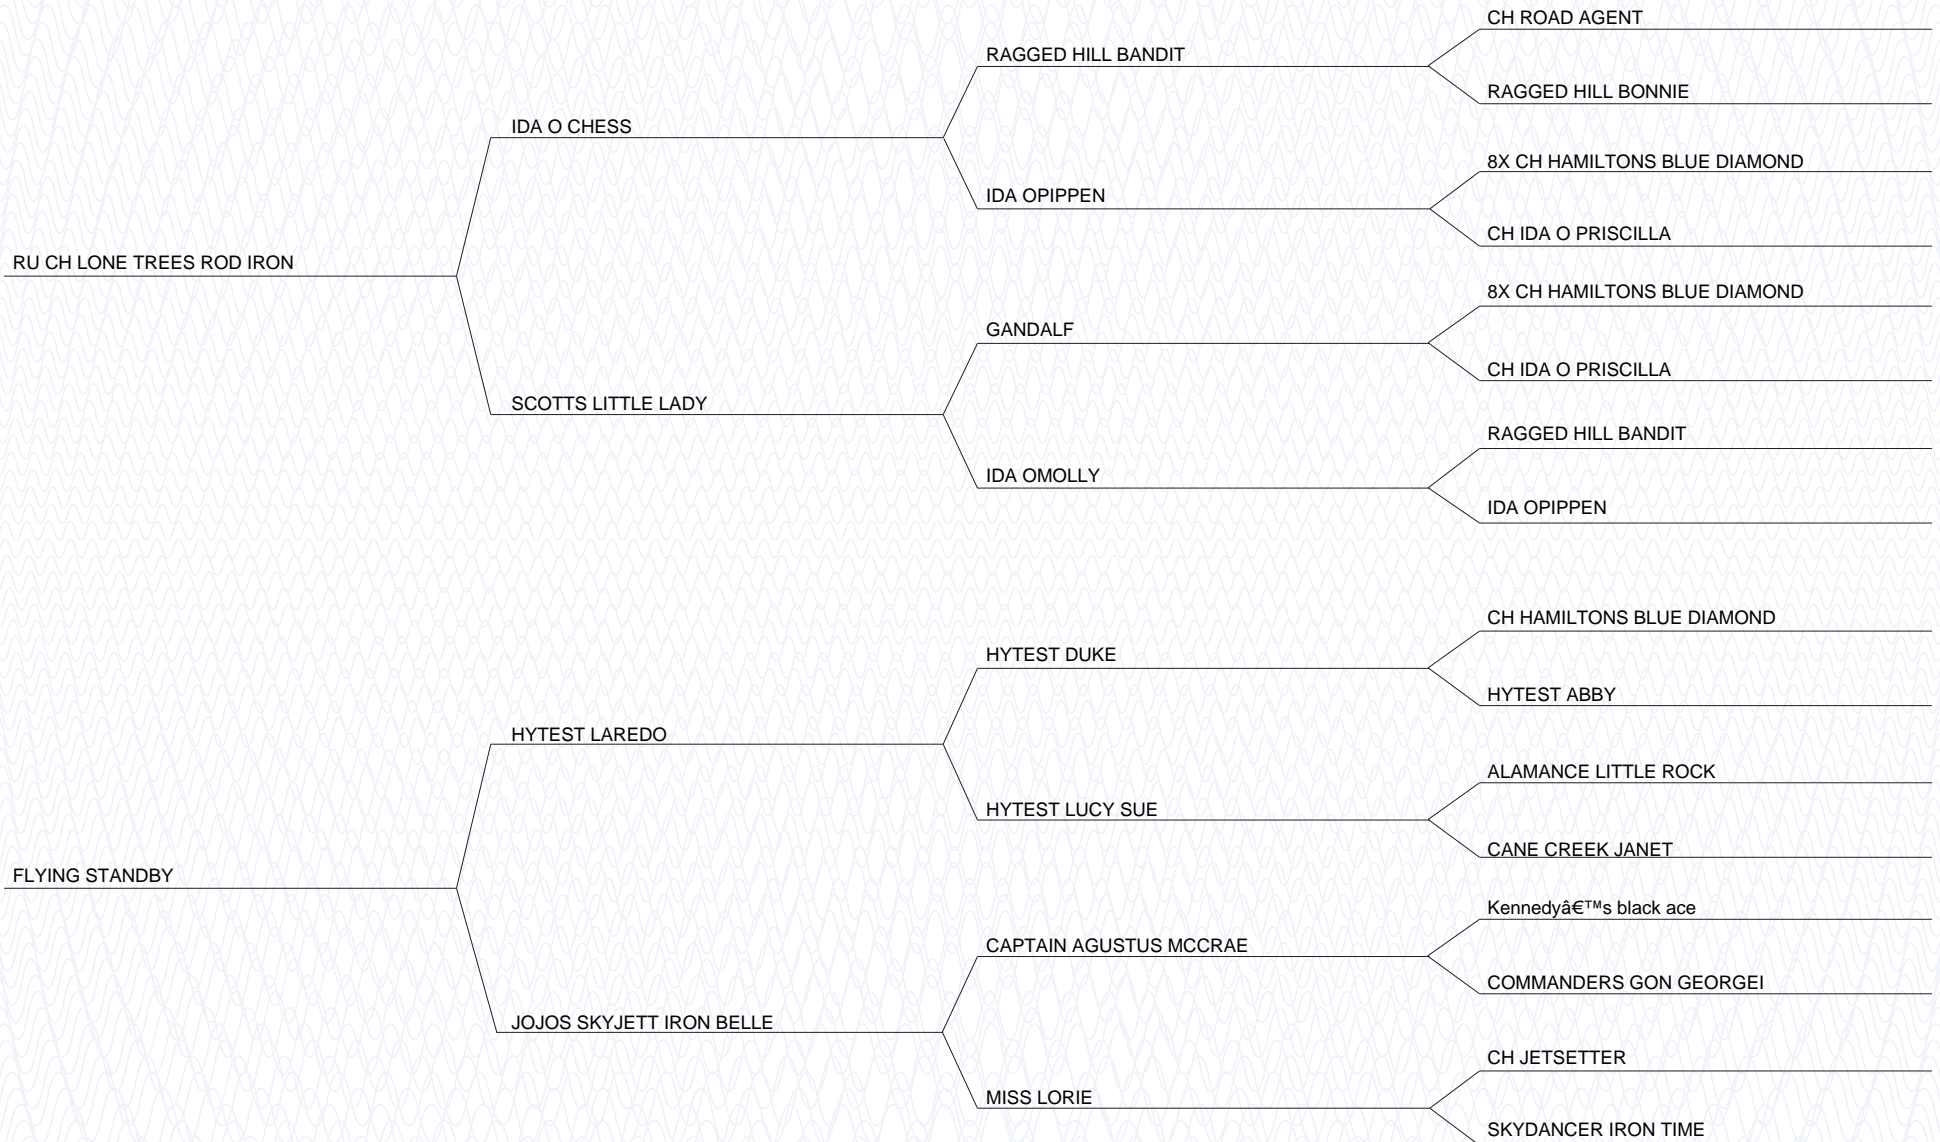 CH ROAD AGENT
RAGGED HILL BANDIT
RAGGED HILL BONNIE
IDA O CHESS
8X CH HAMILTONS BLUE DIAMOND
IDA OPIPPEN
CH IDA O PRISCILLA
RU CH LONE TREES ROD IRON
8X CH HAMILTONS BLUE DIAMOND
GANDALF
CH IDA O PRISCILLA
SCOTTS LITTLE LADY
RAGGED HILL BANDIT
IDA OMOLLY
IDA OPIPPEN
CH HAMILTONS BLUE DIAMOND
HYTEST DUKE
HYTEST ABBY
HYTEST LAREDO
ALAMANCE LITTLE ROCK
HYTEST LUCY SUE
CANE CREEK JANET
FLYING STANDBY
Kennedyâ€™s black ace
CAPTAIN AGUSTUS MCCRAE
COMMANDERS GON GEORGEI
JOJOS SKYJETT IRON BELLE
CH JETSETTER
MISS LORIE
SKYDANCER IRON TIME